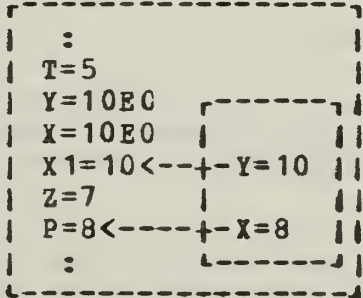 :
T=5
Y=10E0
X=10E0
X1=10<--+-Y=10
Z=7
P=8<----+-X=8
: